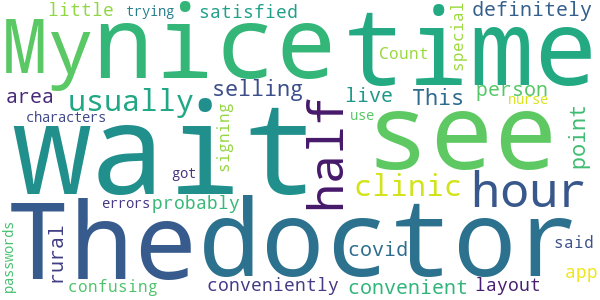 little trying satisfied definitely
My nice time
Count special
area usually selling live This person nurse
characters wait half see use
signing point
got clinic hour
errors probably
The doctor
passwords rural covid said
confusing conveniently convenient layout app